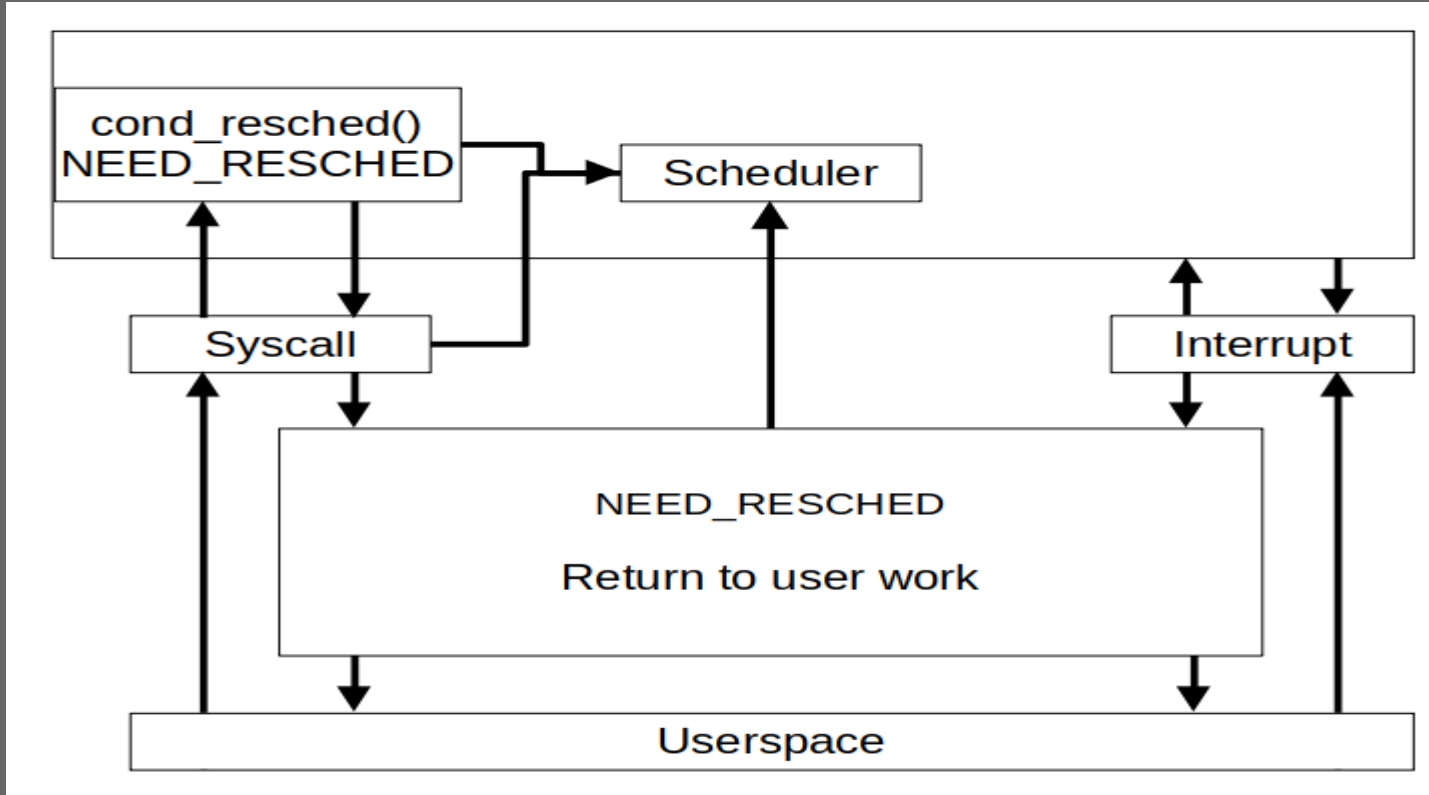 cond_resched()
NEED_RESCHED
Scheduler
Syscall
Interrupt
NEED_RESCHED
Return to user work
Userspace